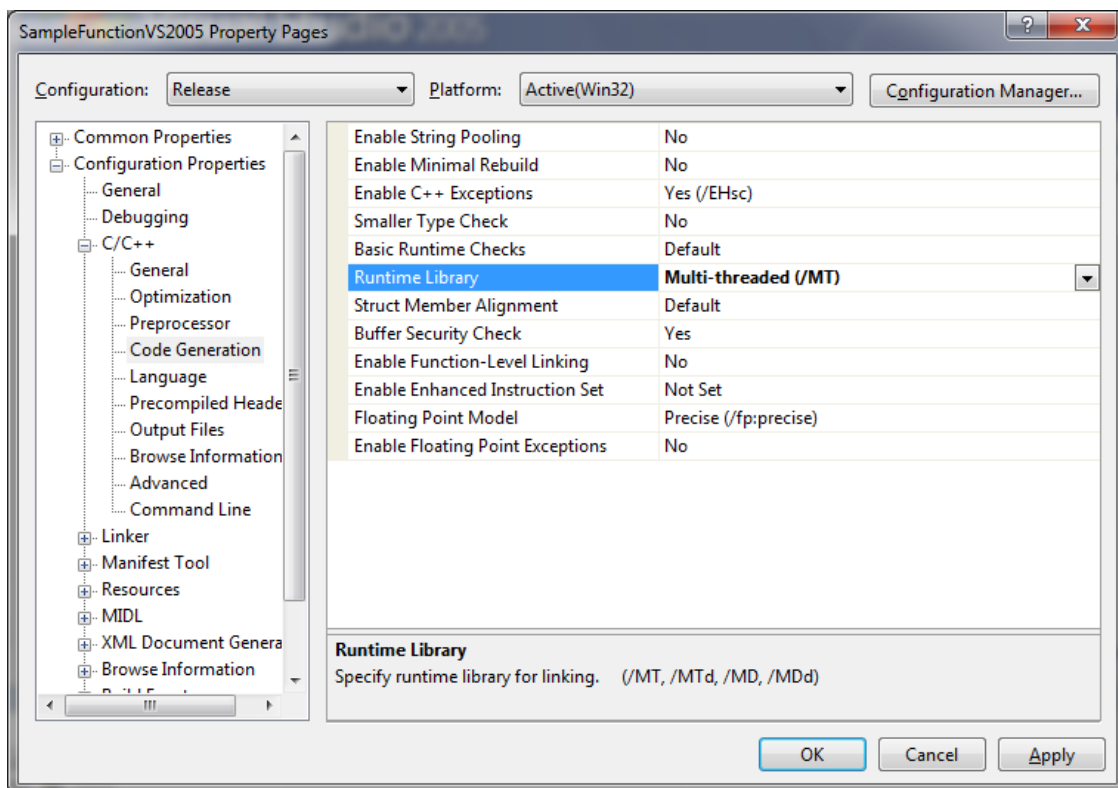 SampleFunctionVS2005 Property Pages
Configuration: Release Platform: Active(Win32) Configuration Manager...
Common Properties
Configuration Properties
General
Debugging
C/C++
General
Optimization
Preprocessor
Code Generation
Language
Precompiled Heade
Output Files
Browse Information
Advanced
Command Line
Linker
Manifest Tool
Resources
MIDL
XML Document Genera
Browse Information
Enable String Pooling No
Enable Minimal Rebuild No
Enable C++ Exceptions Yes (/EHsc)
Smaller Type Check No
Basic Runtime Checks Default
Runtime Library Multi-threaded (/MT)
Struct Member Alignment Default
Buffer Security Check Yes
Enable Function-Level Linking No
Enable Enhanced Instruction Set Not Set
Floating Point Model Precise (/fp:precise)
Enable Floating Point Exceptions No
Runtime Library
Specify runtime library for linking. (/MT, /MTd, /MD, /MDd)
OK Cancel Apply